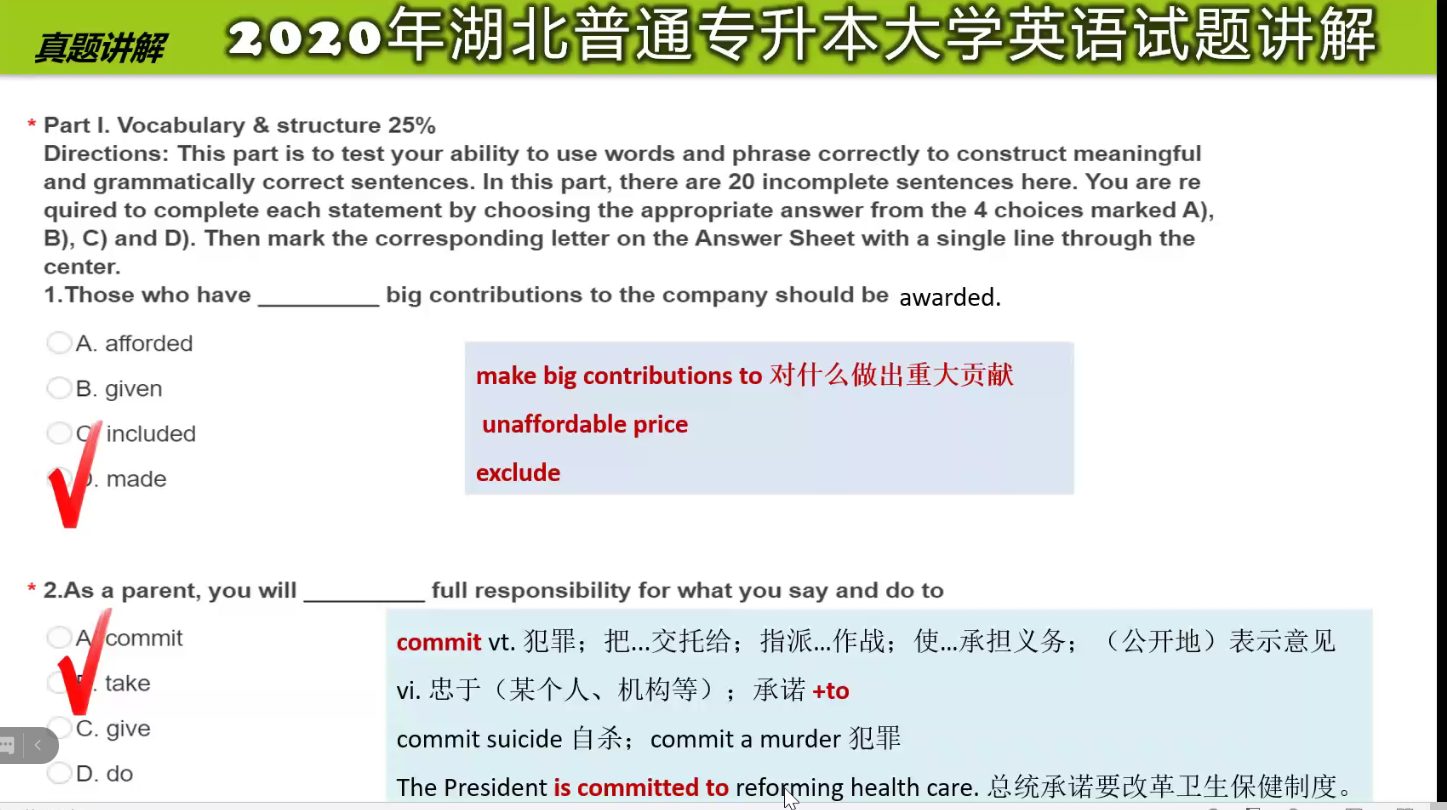 真题讲解
2020年湖北普通专升本大学英语试题讲解
* Part I. Vocabulary & structure 25%
Directions: This part is to test your ability to use words and phrase correctly to construct meaningful
and grammatically correct sentences. In this part, there are 20 incomplete sentences here. You are re
quired to complete each statement by choosing the appropriate answer from the 4 choices marked A),
B), C) and D). Then mark the corresponding letter on the Answer Sheet with a single line through the
center.
1.Those who have __________ big contributions to the company should be awarded.
A. afforded
B. given
C. included
D. made
make big contributions to 对什么做出重大贡献
unaffordable price
exclude
* 2.As a parent, you will __________ full responsibility for what you say and do to
A. commit
B. take
C. give
D. do
commit vt. 犯罪；把...交托给；指派...作战；使...承担义务；（公开地）表示意见
vi. 忠于（某个人、机构等）；承诺 +to
commit suicide 自杀；commit a murder 犯罪
The President is committed to reforming health care. 总统承诺要改革卫生保健制度。